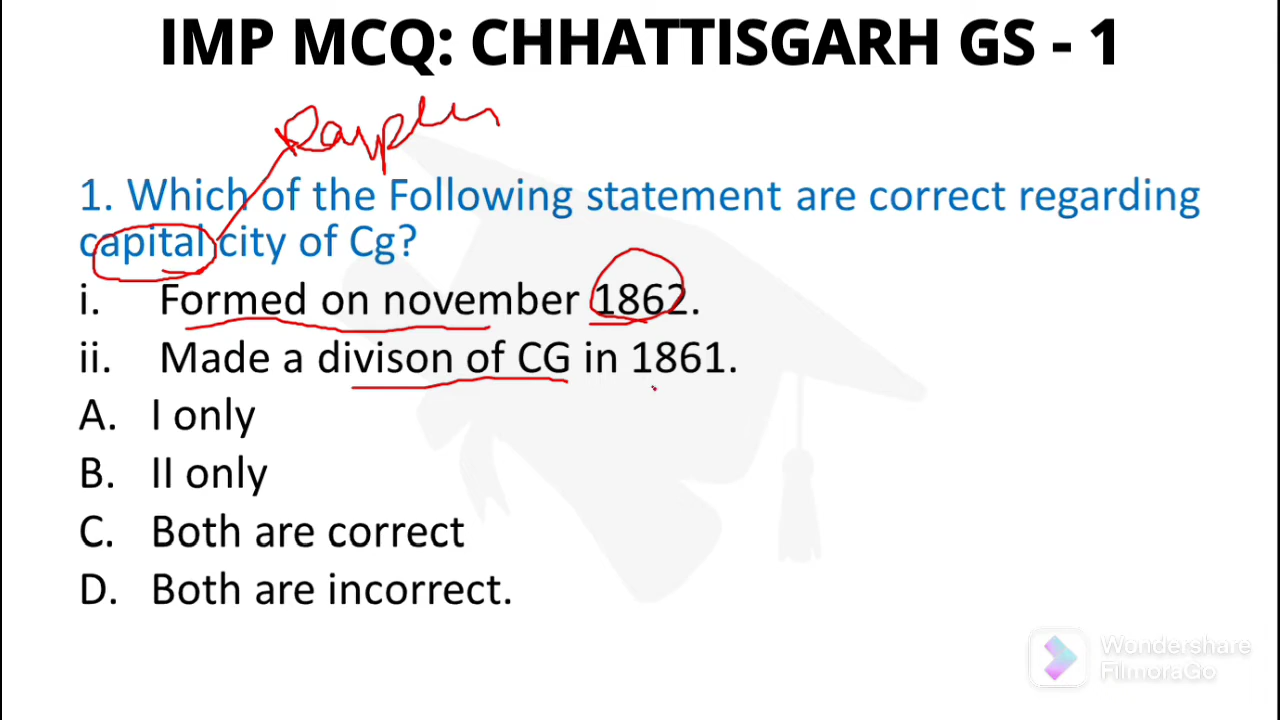 IMP MCQ: CHHATTISGARH GS - 1
Raypur
1. Which of the Following statement are correct regarding
capital city of Cg?
i. Formed on november 1862.
ii. Made a divison of CG in 1861.
A. I only
B. II only
C. Both are correct
D. Both are incorrect.
Wondershare
FilmoraGo